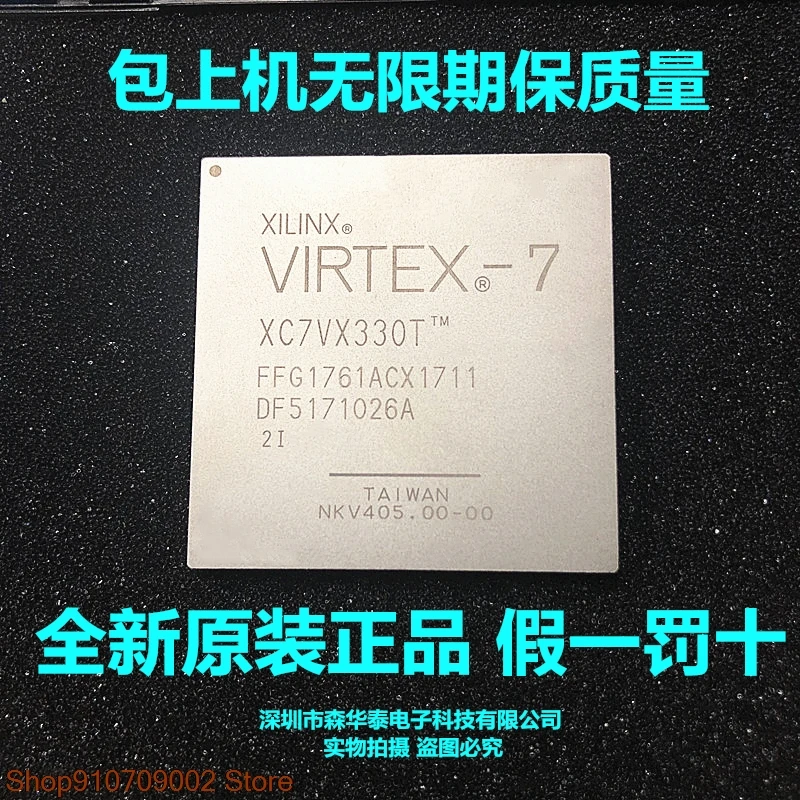 包上机无限期保质量
XILINX®
VIRTEX®-7
XC7VX330T™
FFG1761ACX1711
DF5171026A
2I
TAIWAN
NKV405.00-00
全新原装正品 假一罚十
深圳市森华泰电子科技有限公司
实物拍摄 盗图必究
Shop910709002 Store